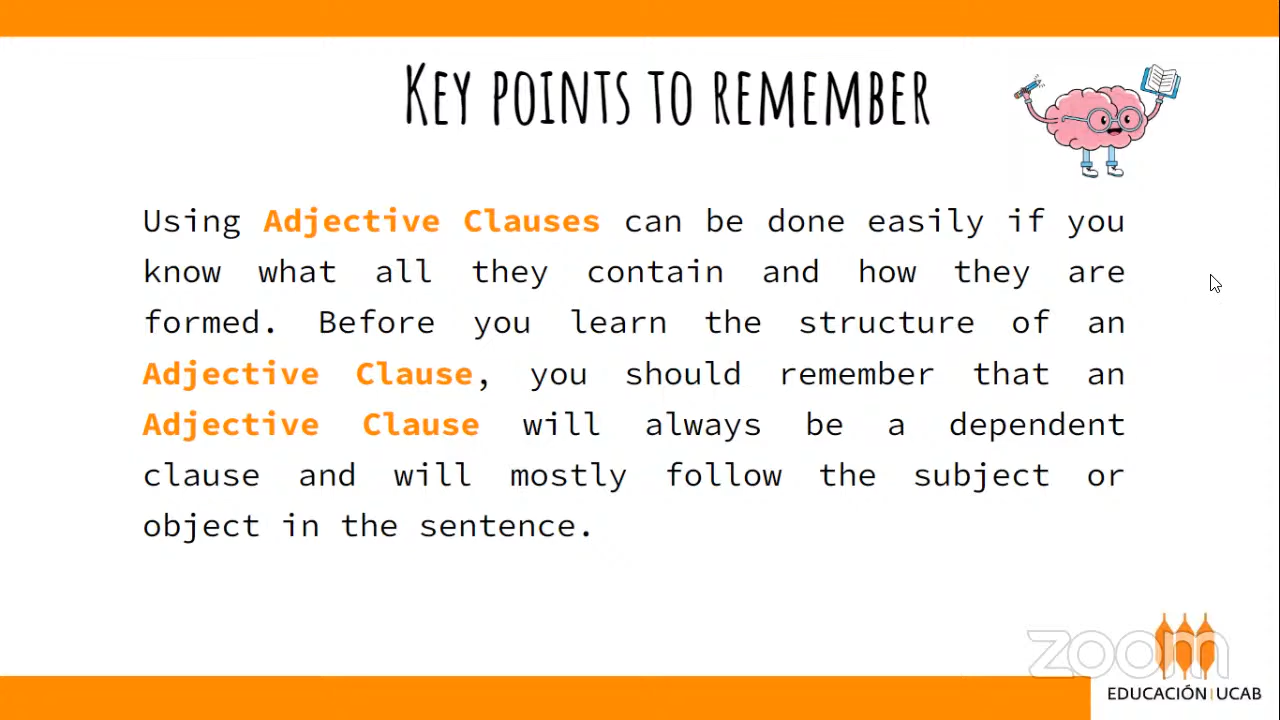 Key points to remember
Using Adjective Clauses can be done easily if you
know what all they contain and how they are
formed. Before you learn the structure of an
Adjective Clause, you should remember that an
Adjective Clause will always be a dependent
clause and will mostly follow the subject or
object in the sentence.
zoom
EDUCACIÓN | UCAB